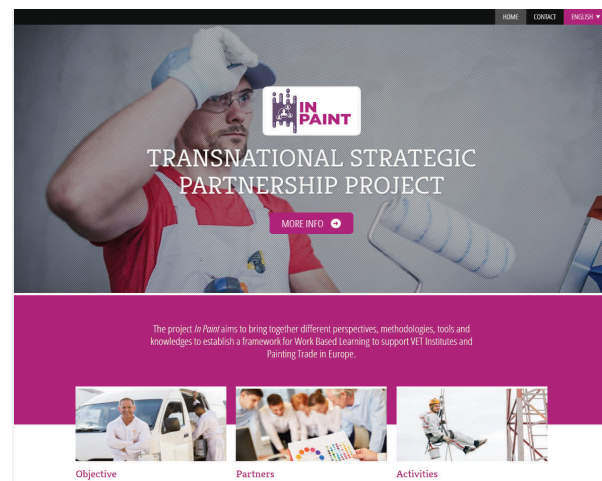 HOME CONTACT ENGLISH
IN
PAINT
TRANSNATIONAL STRATEGIC
PARTNERSHIP PROJECT
MORE INFO
The project In Paint aims to bring together different perspectives, methodologies, tools and
knowledges to establish a framework for Work Based Learning to support VET Institutes and
Painting Trade in Europe.
Objective Partners Activities